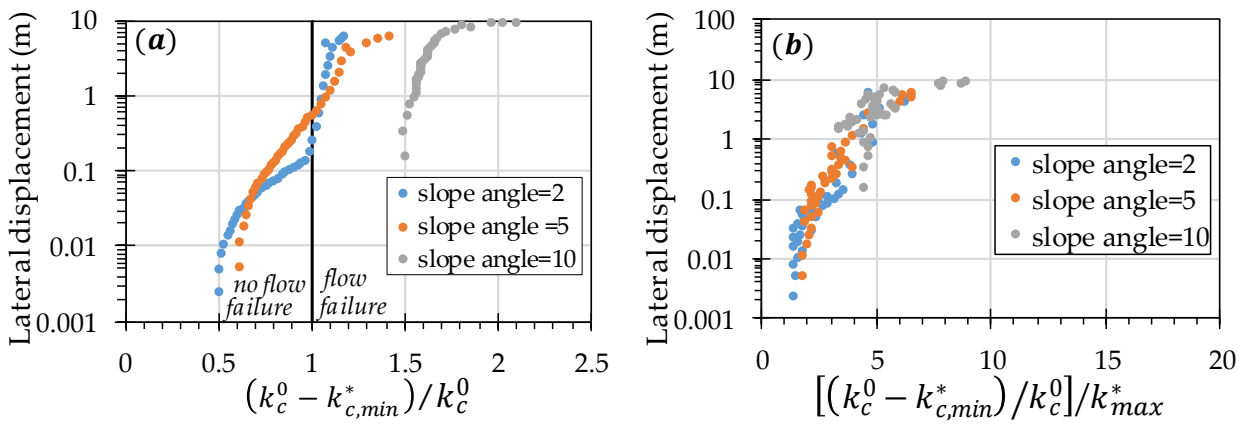 (a)
Lateral displacement (m)
10
1
0.1
0.01
0.001
slope angle=2
slope angle =5
slope angle=10
no flow
failure
flow
failure
0 0.5 1 1.5 2 2.5
(k_c^0 − k_{c,min}^*)/k_c^0
(b)
Lateral displacement (m)
100
10
1
0.1
0.01
0.001
slope angle=2
slope angle=5
slope angle=10
0 5 10 15 20
[(k_c^0 − k_{c,min}^*)/k_c^0]/k_{max}^*